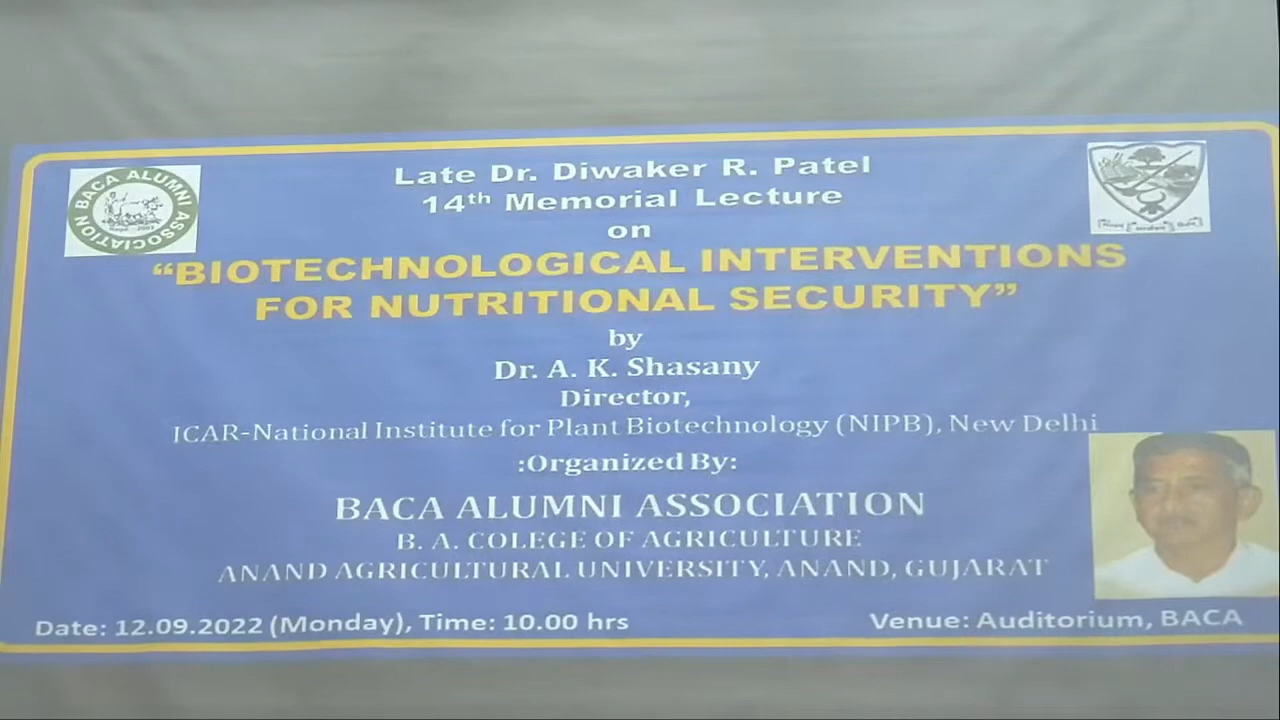 BACA ALUMNI ASSOCIATION
Late Dr. Diwaker R. Patel
14th Memorial Lecture
on
“BIOTECHNOLOGICAL INTERVENTIONS
FOR NUTRITIONAL SECURITY”
by
Dr. A. K. Shasany
Director,
ICAR-National Institute for Plant Biotechnology (NIPB), New Delhi
:Organized By:
BACA ALUMNI ASSOCIATION
B. A. COLEGE OF AGRICULTURE
ANAND AGRICULTURAL UNIVERSITY, ANAND, GUJARAT
Date: 12.09.2022 (Monday), Time: 10.00 hrs
Venue: Auditorium, BACA